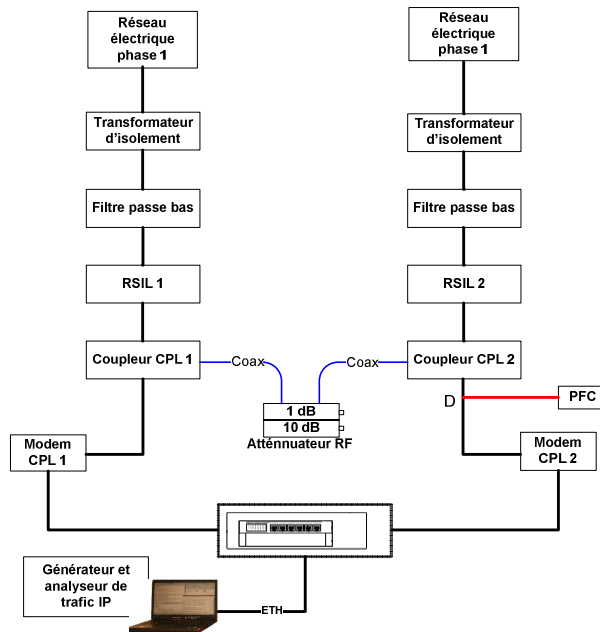 Réseau
électrique
phase 1
Réseau
électrique
phase 1
Transformateur
d'isolement
Transformateur
d'isolement
Filtre passe bas
Filtre passe bas
RSIL 1
RSIL 2
Coupleur CPL 1
Coax
Coax
Coupleur CPL 2
1 dB
10 dB
Atténnuateur RF
D
PFC
Modem
CPL 1
Modem
CPL 2
Générateur et
analyseur de
trafic IP
ETH